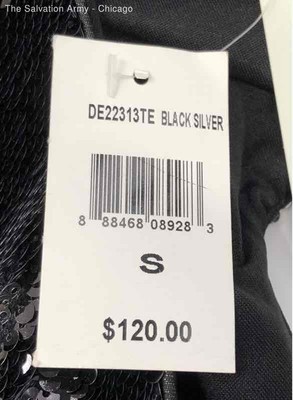 The Salvation Army - Chicago
DE22313TE BLACK SILVER
8 88468 08928 3
S
$120.00